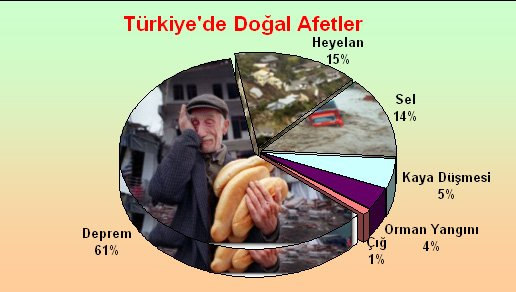 Türkiye'de Doğal Afetler
Heyelan
15%
Sel
14%
Kaya Düşmesi
5%
Orman Yangını
4%
Çığ
1%
Deprem
61%